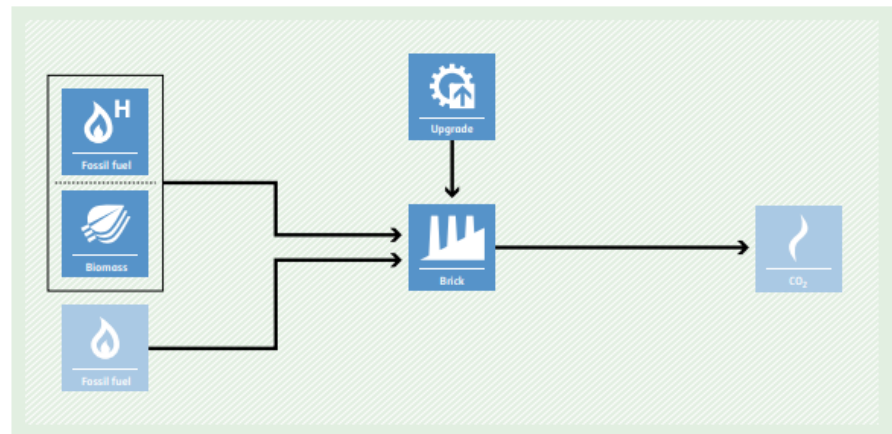 H
Fossil fuel
Upgrade
Biomass
Brick
CO₂
Fossil fuel